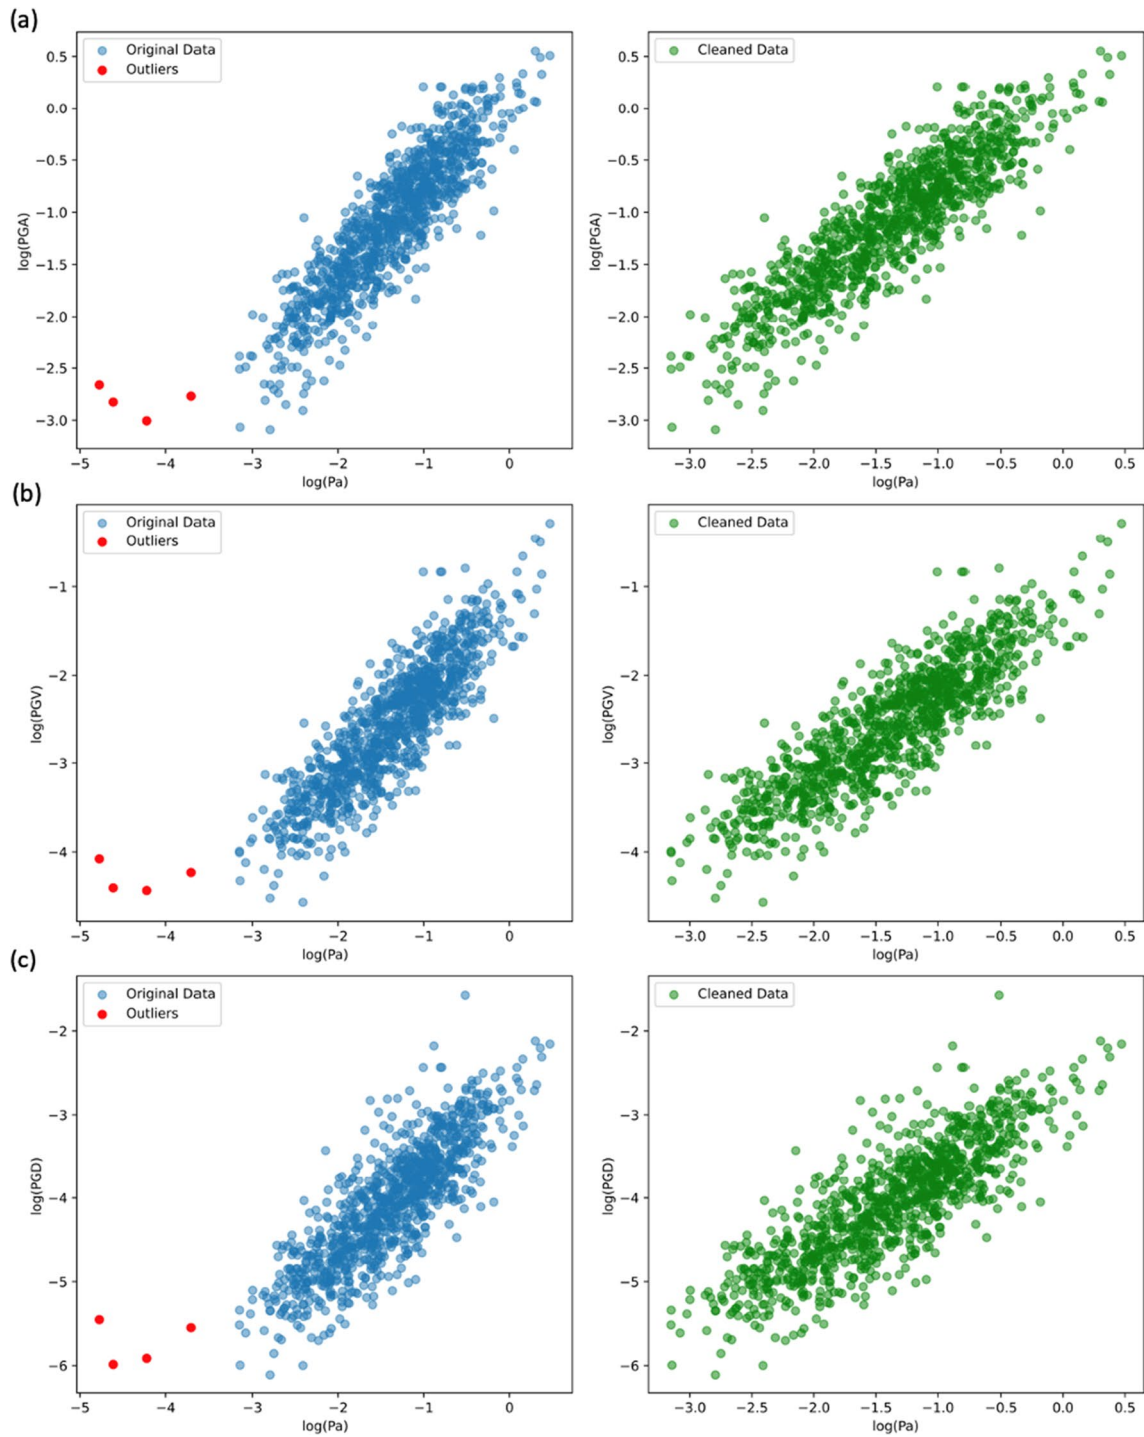 (a)
Original Data
Outliers
Cleaned Data
log(PGA)
0.5
0.0
−0.5
−1.0
−1.5
−2.0
−2.5
−3.0
−5 −4 −3 −2 −1 0
log(Pa)
log(PGA)
0.5
0.0
−0.5
−1.0
−1.5
−2.0
−2.5
−3.0
−3.0 −2.5 −2.0 −1.5 −1.0 −0.5 0.0 0.5
log(Pa)
(b)
Original Data
Outliers
Cleaned Data
log(PGV)
−1
−2
−3
−4
−5 −4 −3 −2 −1 0
log(Pa)
log(PGV)
−1
−2
−3
−4
−3.0 −2.5 −2.0 −1.5 −1.0 −0.5 0.0 0.5
log(Pa)
(c)
Original Data
Outliers
Cleaned Data
log(PGD)
−2
−3
−4
−5
−6
−5 −4 −3 −2 −1 0
log(Pa)
log(PGD)
−2
−3
−4
−5
−6
−3.0 −2.5 −2.0 −1.5 −1.0 −0.5 0.0 0.5
log(Pa)